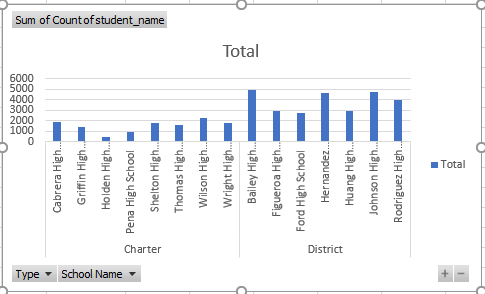 Sum of Count of student_name
Total
6000
5000
4000
3000
2000
1000
0
Cabrera High...
Griffin High...
Holden High...
Pena High School
Shelton High...
Thomas High...
Wilson High...
Wright High...
Bailey High...
Figueroa High...
Ford High School
Hernandez...
Huang High...
Johnson High...
Rodriguez High...
Charter
District
Total
Type
School Name
+ −